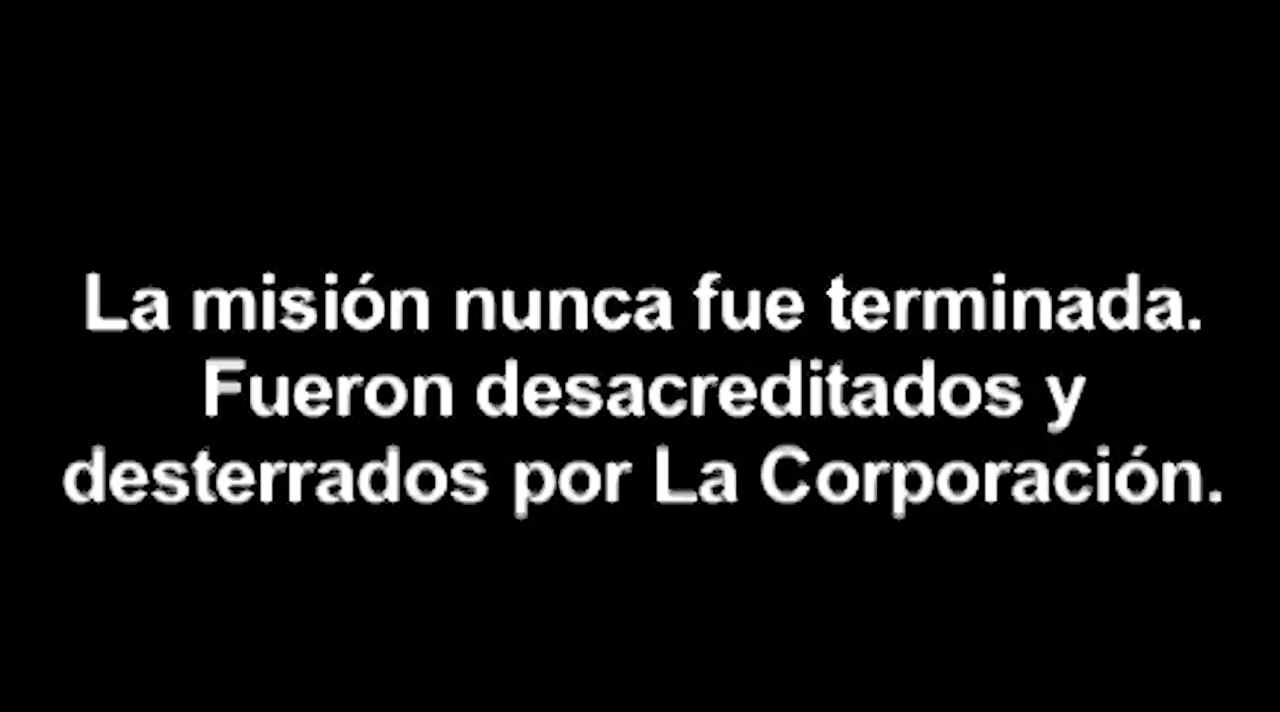 La misión nunca fue terminada.
Fueron desacreditados y
desterrados por La Corporación.